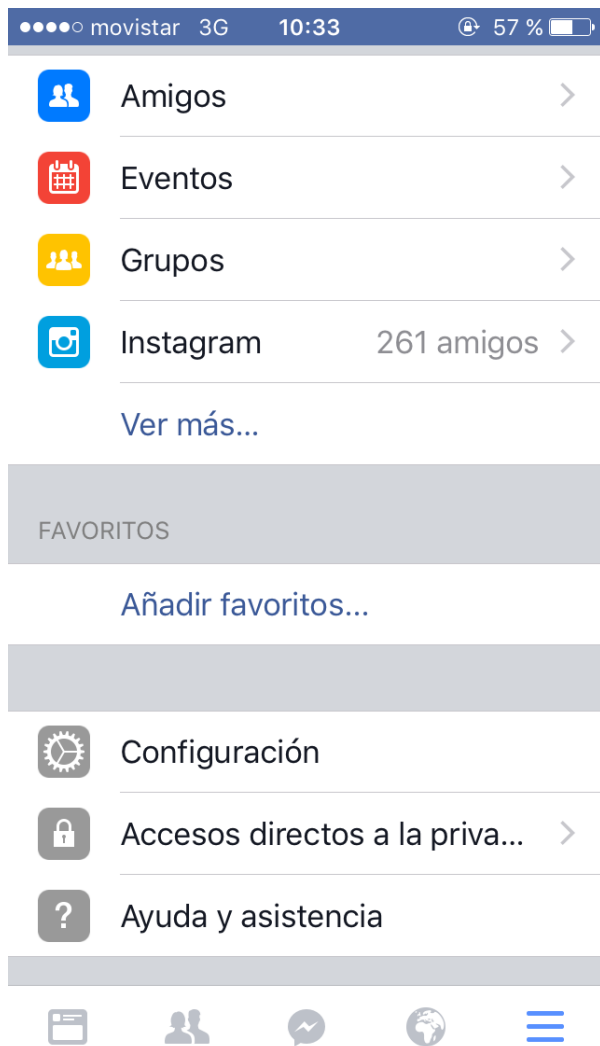 movistar 3G 10:33 57 %
Amigos
Eventos
Grupos
Instagram 261 amigos
Ver más...
FAVORITOS
Añadir favoritos...
Configuración
Accesos directos a la priva...
? Ayuda y asistencia